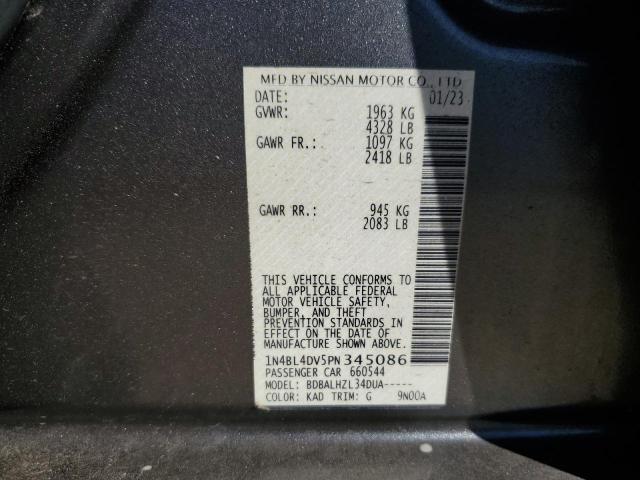 MFD BY NISSAN MOTOR CO., LTD
DATE: 01/23
GVWR: 1963 KG
4328 LB
GAWR FR.: 1097 KG
2418 LB
GAWR RR.: 945 KG
2083 LB
THIS VEHICLE CONFORMS TO
ALL APPLICABLE FEDERAL
MOTOR VEHICLE SAFETY,
BUMPER, AND THEFT
PREVENTION STANDARDS IN
EFFECT ON THE DATE OF
MANUFACTURE SHOWN ABOVE.
1N4BL4DV5PN345086
PASSENGER CAR 660544
MODEL: BDBALHZL34DUA-----
COLOR: KAD TRIM: G 9N00A